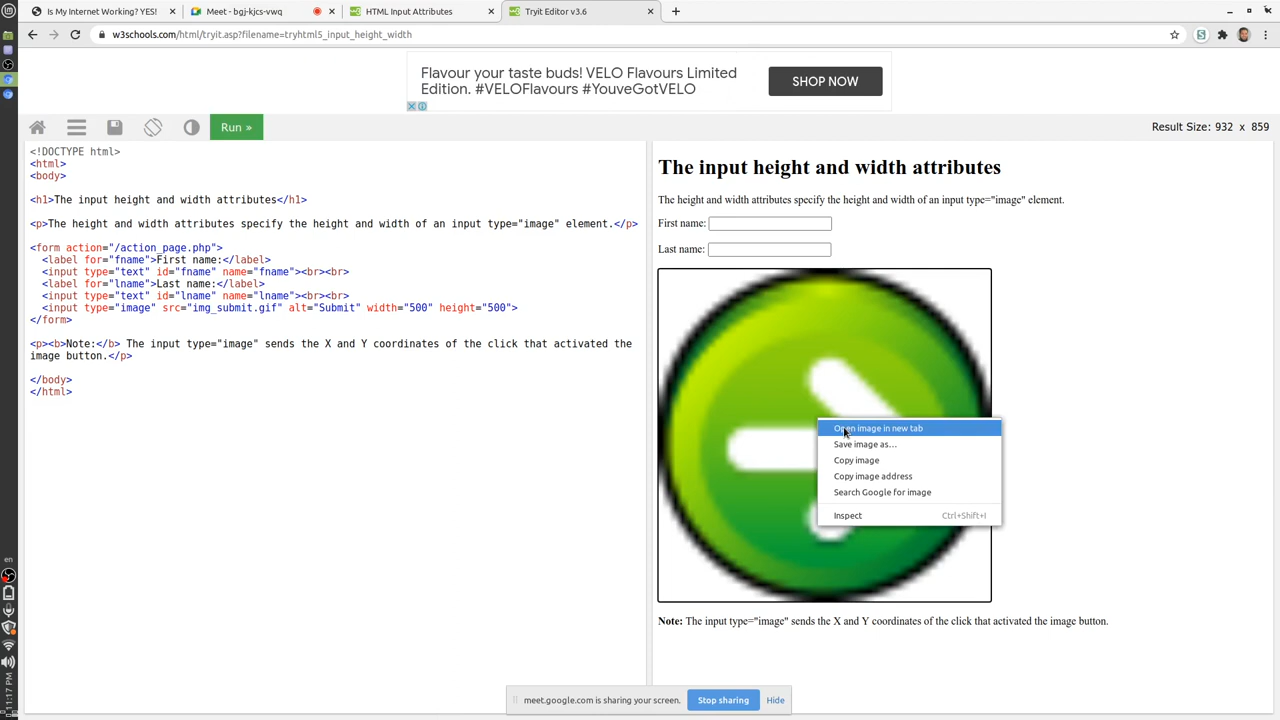 Is My Internet Working? YES!
Meet - bgj-kjcs-vwq
HTML Input Attributes
Tryit Editor v3.6
w3schools.com/html/tryit.asp?filename=tryhtml5_input_height_width
Flavour your taste buds! VELO Flavours Limited
Edition. #VELOFlavours #YouveGotVELO
SHOP NOW
Run »
Result Size: 932 x 859
<!DOCTYPE html>
<html>
<body>
<h1>The input height and width attributes</h1>
<p>The height and width attributes specify the height and width of an input type="image" element.</p>
<form action="/action_page.php">
<label for="fname">First name:</label>
<input type="text" id="fname" name="fname"><br><br>
<label for="lname">Last name:</label>
<input type="text" id="lname" name="lname"><br><br>
<input type="image" src="img_submit.gif" alt="Submit" width="500" height="500">
</form>
<p><b>Note:</b> The input type="image" sends the X and Y coordinates of the click that activated the
image button.</p>
</body>
</html>
The input height and width attributes
The height and width attributes specify the height and width of an input type="image" element.
First name:
Last name:
Open image in new tab
Save image as...
Copy image
Copy image address
Search Google for image
Inspect Ctrl+Shift+I
Note: The input type="image" sends the X and Y coordinates of the click that activated the image button.
meet.google.com is sharing your screen.
Stop sharing
Hide
en
11:17 PM